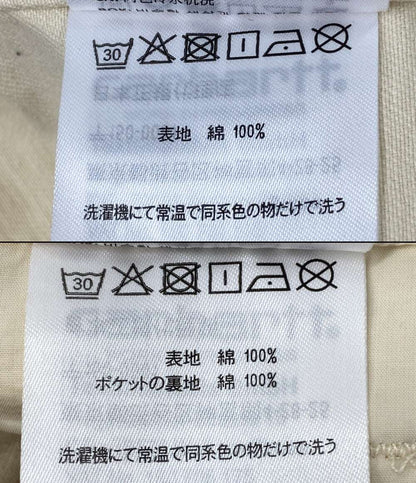 30
表地 綿 100%
洗濯機にて常温で同系色の物だけで洗う
30
表地 綿 100%
ポケットの裏地 綿 100%
洗濯機にて常温で同系色の物だけで洗う